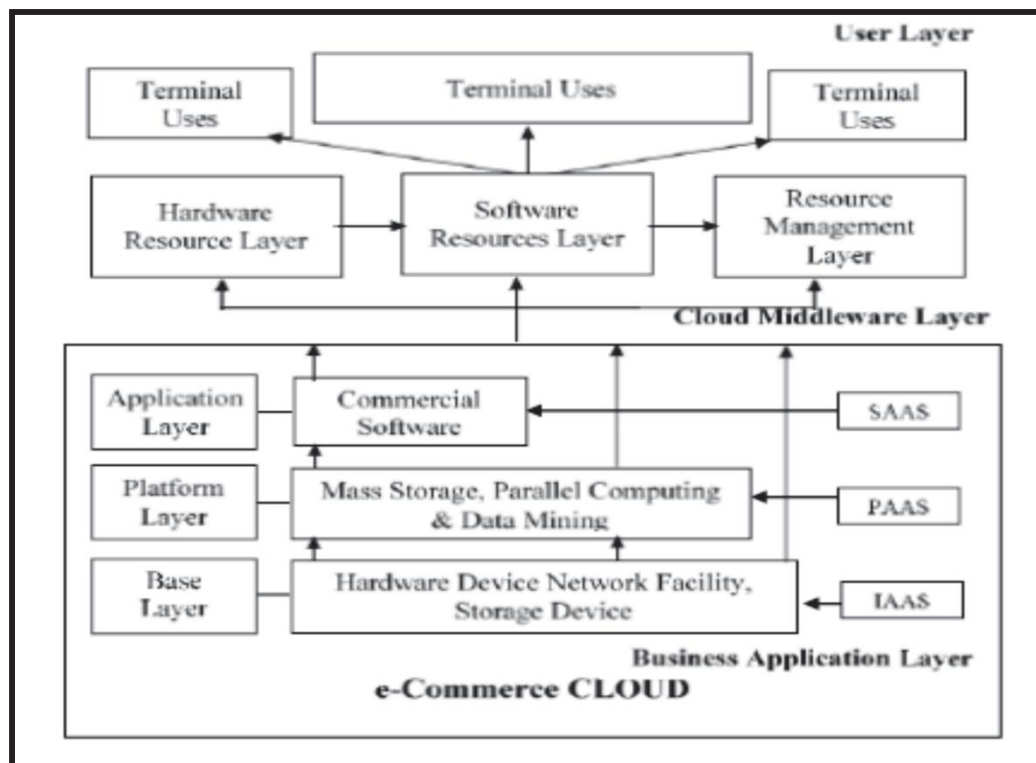 User Layer
Terminal
Uses
Terminal Uses
Terminal
Uses
Hardware
Resource Layer
Software
Resources Layer
Resource
Management
Layer
Cloud Middleware Layer
Application
Layer
Commercial
Software
SAAS
Platform
Layer
Mass Storage, Parallel Computing
& Data Mining
PAAS
Base
Layer
Hardware Device Network Facility,
Storage Device
IAAS
Business Application Layer
e-Commerce CLOUD